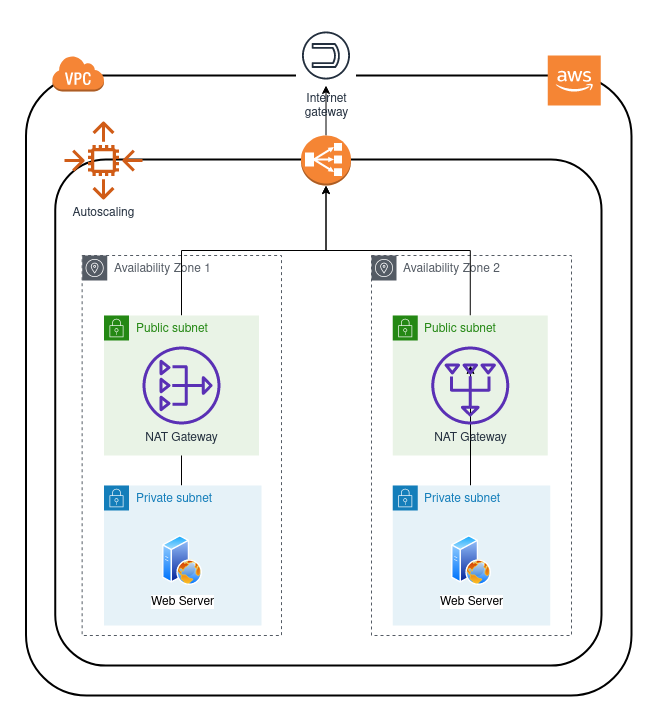 VPC
aws
Internet
gateway
Autoscaling
Availability Zone 1
Availability Zone 2
Public subnet
Public subnet
NAT Gateway
NAT Gateway
Private subnet
Private subnet
Web Server
Web Server